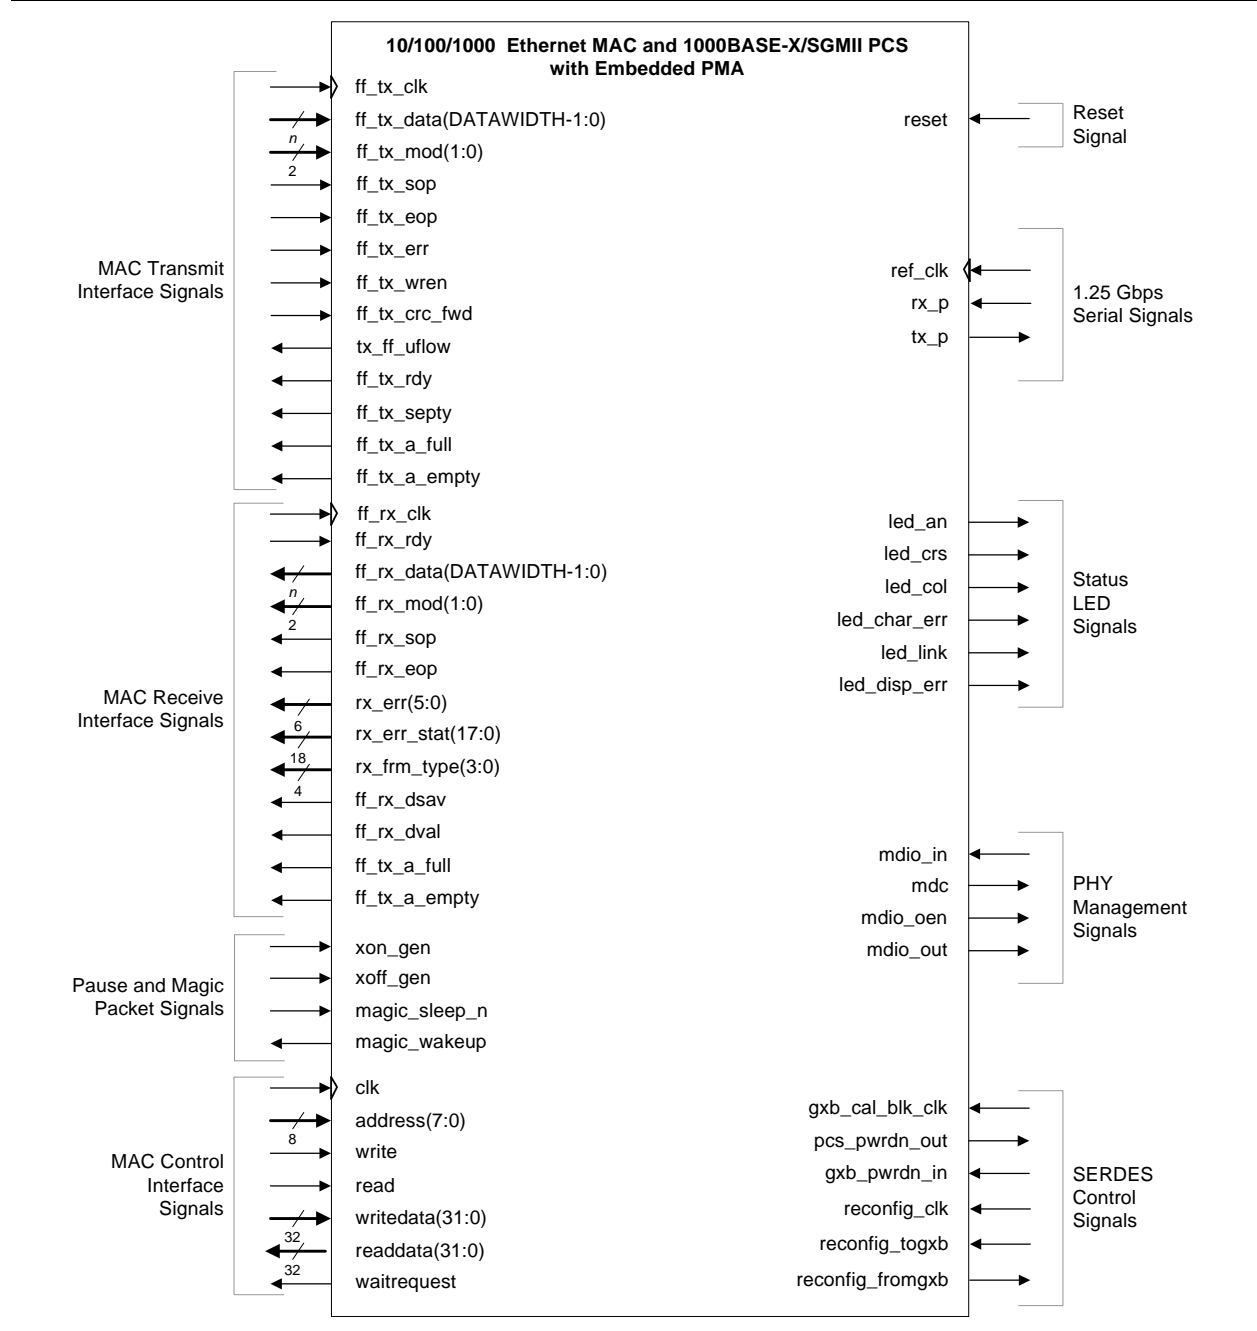 10/100/1000 Ethernet MAC and 1000BASE-X/SGMII PCS
with Embedded PMA
MAC Transmit
Interface Signals
ff_tx_clk
ff_tx_data(DATAWIDTH-1:0)
n
ff_tx_mod(1:0)
2
ff_tx_sop
ff_tx_eop
ff_tx_err
ff_tx_wren
ff_tx_crc_fwd
tx_ff_uflow
ff_tx_rdy
ff_tx_septy
ff_tx_a_full
ff_tx_a_empty
MAC Receive
Interface Signals
ff_rx_clk
ff_rx_rdy
ff_rx_data(DATAWIDTH-1:0)
n
ff_rx_mod(1:0)
2
ff_rx_sop
ff_rx_eop
rx_err(5:0)
6
rx_err_stat(17:0)
18
rx_frm_type(3:0)
4
ff_rx_dsav
ff_rx_dval
ff_tx_a_full
ff_tx_a_empty
Pause and Magic
Packet Signals
xon_gen
xoff_gen
magic_sleep_n
magic_wakeup
MAC Control
Interface
Signals
clk
address(7:0)
8
write
read
writedata(31:0)
32
readdata(31:0)
32
waitrequest
reset
Reset
Signal
ref_clk
rx_p
tx_p
1.25 Gbps
Serial Signals
led_an
led_crs
led_col
led_char_err
led_link
led_disp_err
Status
LED
Signals
mdio_in
mdc
mdio_oen
mdio_out
PHY
Management
Signals
gxb_cal_blk_clk
pcs_pwrdn_out
gxb_pwrdn_in
reconfig_clk
reconfig_togxb
reconfig_fromgxb
SERDES
Control
Signals